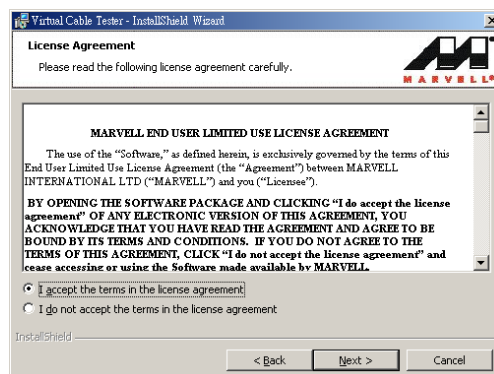 Virtual Cable Tester - InstallShield Wizard
License Agreement
Please read the following license agreement carefully.
MARVELL
MARVELL END USER LIMITED USE LICENSE AGREEMENT
The use of the “Software,” as defined herein, is exclusively governed by the terms of this
End User Limited Use License Agreement (the “Agreement”) between MARVELL
INTERNATIONAL LTD (“MARVELL”) and you (“Licensee”).
BY OPENING THE SOFTWARE PACKAGE AND CLICKING “I do accept the license
agreement” OF ANY ELECTRONIC VERSION OF THIS AGREEMENT, YOU
ACKNOWLEDGE THAT YOU HAVE READ THE AGREEMENT AND AGREE TO BE
BOUND BY ITS TERMS AND CONDITIONS. IF YOU DO NOT AGREE TO THE
TERMS OF THIS AGREEMENT, CLICK “I do not accept the license agreement” and
cease accessing or using the Software made available by MARVELL.
I accept the terms in the license agreement
I do not accept the terms in the license agreement
InstallShield
< Back Next > Cancel